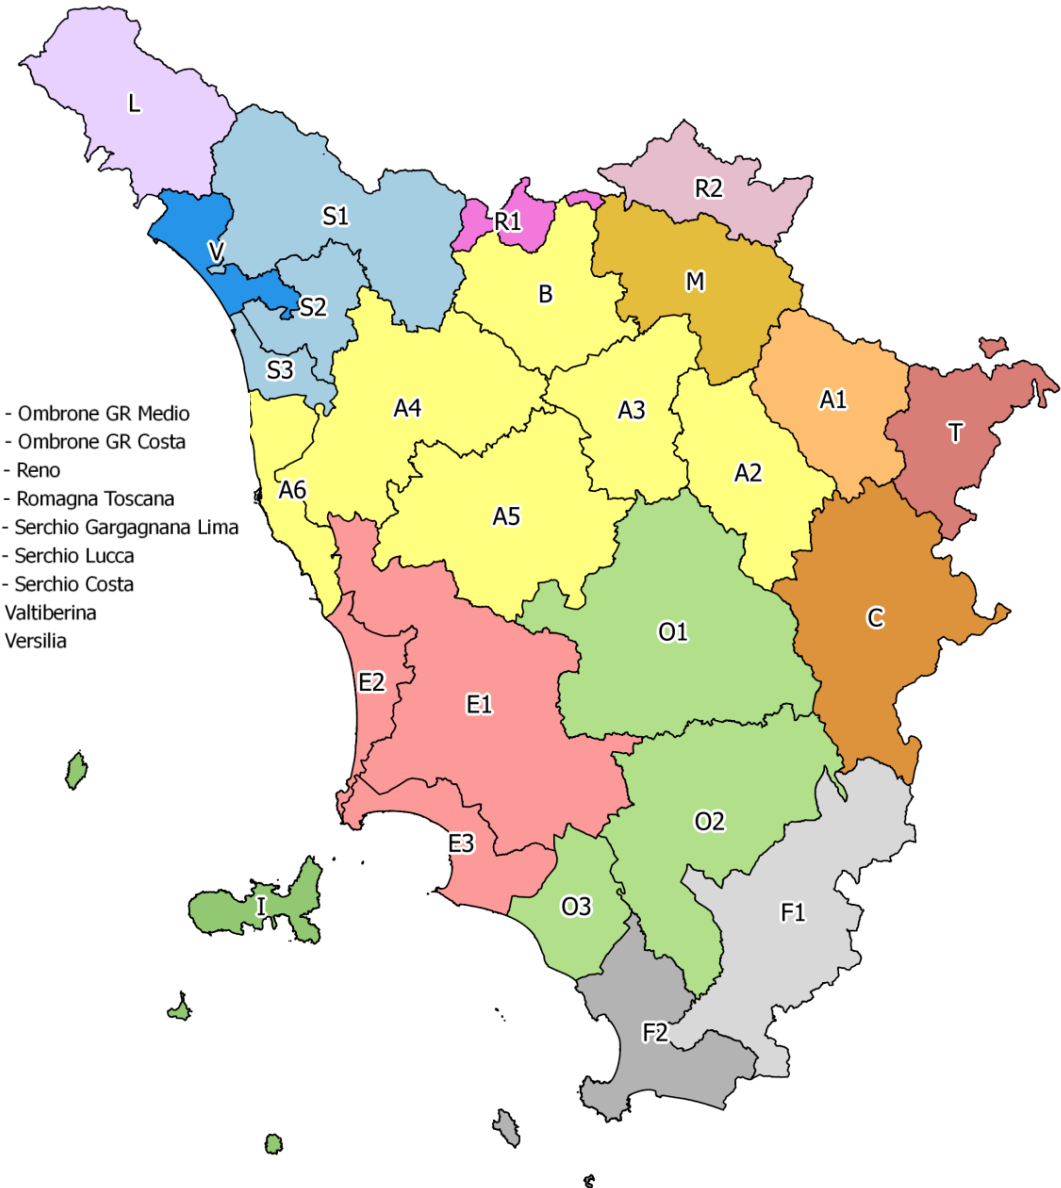 L
R2
S1
R1
V
M
B
S2
S3
A1
A4
A3
- Ombrone GR Medio
T
- Ombrone GR Costa
- Reno
A2
A6
- Romagna Toscana
A5
- Serchio Gargagnana Lima
- Serchio Lucca
- Serchio Costa
Valtiberina
C
O1
Versilia
E2
E1
O2
E3
I
O3
F1
F2